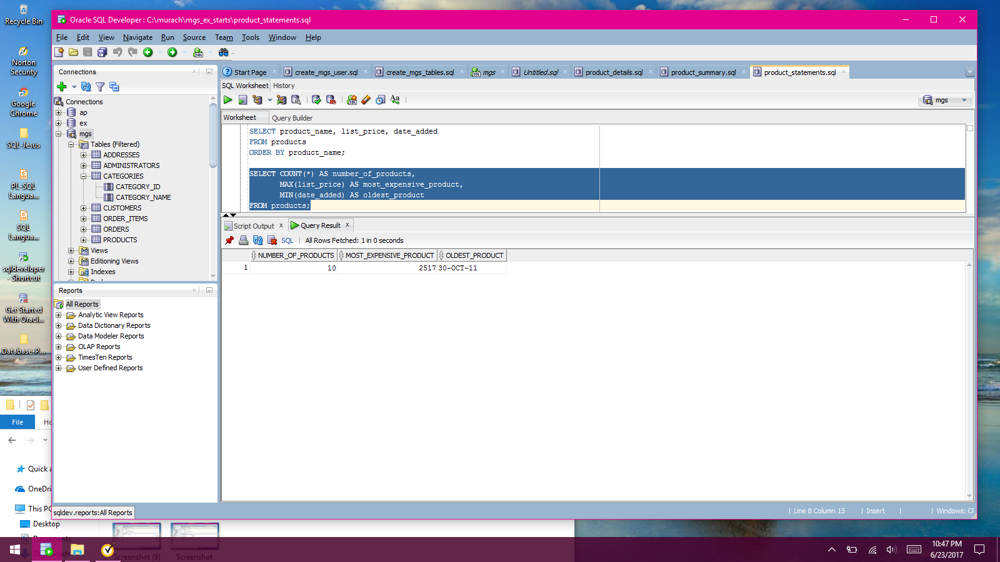 Recycle Bin
Norton
Security
Google
Chrome
SQL-Jesus
PL-SQL
Langua...
SQL
Langua...
sqldeveloper
- Shortcut
Get Started
With Oracl...
Database-P...
Oracle SQL Developer : C:\murach\mgs_ex_starts\product_statements.sql
File Edit View Navigate Run Source Team Tools Window Help
Connections
Connections
ap
ex
mgs
Tables (Filtered)
ADDRESSES
ADMINISTRATORS
CATEGORIES
CATEGORY_ID
CATEGORY_NAME
CUSTOMERS
ORDER_ITEMS
ORDERS
PRODUCTS
Views
Editioning Views
Indexes
Reports
All Reports
Analytic View Reports
Data Dictionary Reports
Data Modeler Reports
OLAP Reports
TimesTen Reports
User Defined Reports
sqldev.reports:All Reports
Start Page create_mgs_user.sql create_mgs_tables.sql mgs Untitled.sql product_details.sql product_summary.sql product_statements.sql
SQL Worksheet History
mgs
Worksheet Query Builder
SELECT product_name, list_price, date_added
FROM products
ORDER BY product_name;
SELECT COUNT(*) AS number_of_products,
MAX(list_price) AS most_expensive_product,
MIN(date_added) AS oldest_product
FROM products;
Script Output x Query Result x
SQL | All Rows Fetched: 1 in 0 seconds
NUMBER_OF_PRODUCTS MOST_EXPENSIVE_PRODUCT OLDEST_PRODUCT
1 10 2517 30-OCT-11
| Line 8 Column 15 | Insert | | Windows: CF
File Ho
Quick a
OneDri
This PC
Desktop
Documents
Downloads
Screenshot (9) Screenshot
10:47 PM
6/23/2017